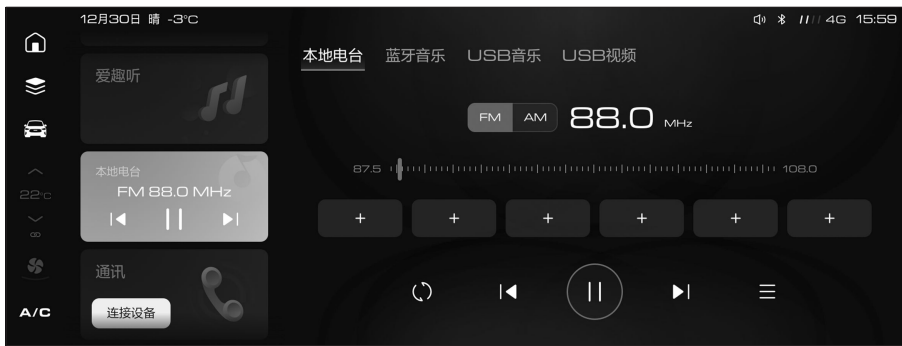 12月30日 晴 -3°C
4G 15:59
本地电台 蓝牙音乐 USB音乐 USB视频
爱趣听
FM AM 88.0 MHz
87.5 108.0
本地电台
FM 88.0 MHz
22°C
+ + + + + +
通讯
连接设备
A/C